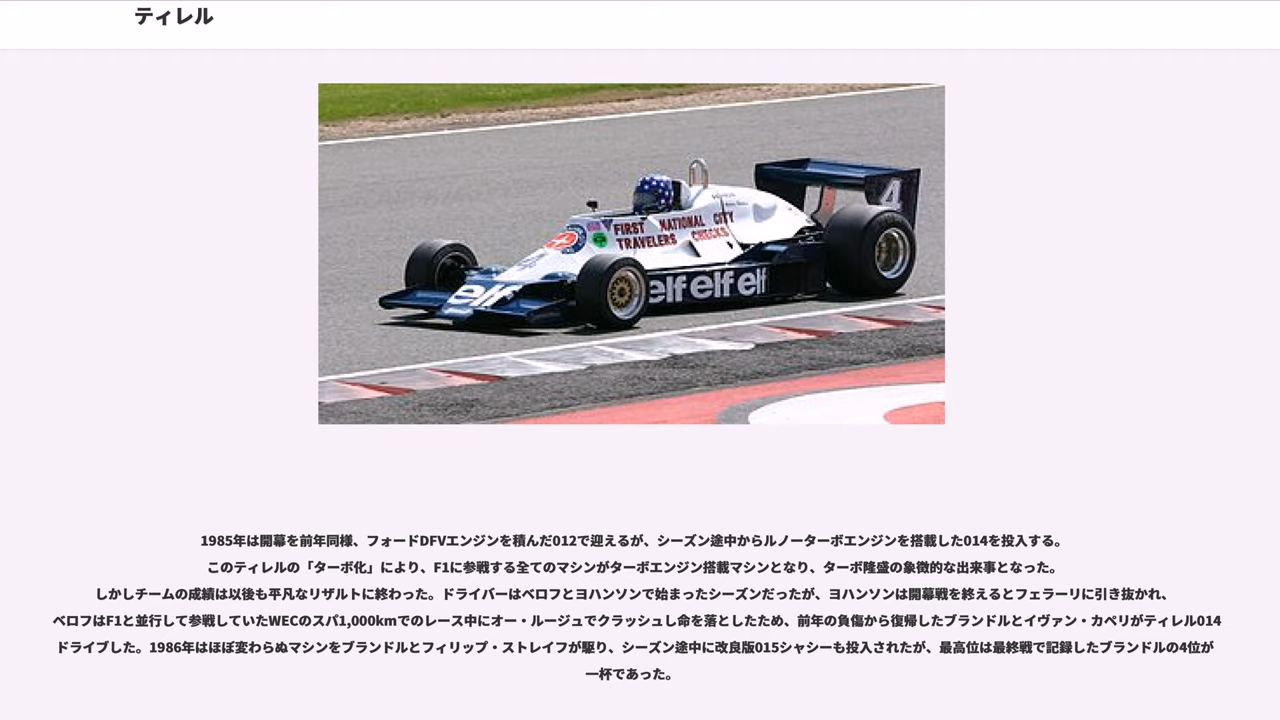 ティレル
4
FIRST NATIONAL CITY
TRAVELERS CHECKS
elf elf elf elf
1985年は開幕を前年同様、フォードDFVエンジンを積んだ012で迎えるが、シーズン途中からルノーターボエンジンを搭載した014を投入する。
このティレルの「ターボ化」により、F1に参戦する全てのマシンがターボエンジン搭載マシンとなり、ターボ隆盛の象徴的な出来事となった。
しかしチームの成績は以後も平凡なリザルトに終わった。ドライバーはベロフとヨハンソンで始まったシーズンだったが、ヨハンソンは開幕戦を終えるとフェラーリに引き抜かれ、
ベロフはF1と並行して参戦していたWECのスパ1,000kmでのレース中にオー・ルージュでクラッシュし命を落としたため、前年の負傷から復帰したブランドルとイヴァン・カペリがティレル014
ドライブした。1986年はほぼ変わらぬマシンをブランドルとフィリップ・ストレイフが駆り、シーズン途中に改良版015シャシーも投入されたが、最高位は最終戦で記録したブランドルの4位が
一杯であった。